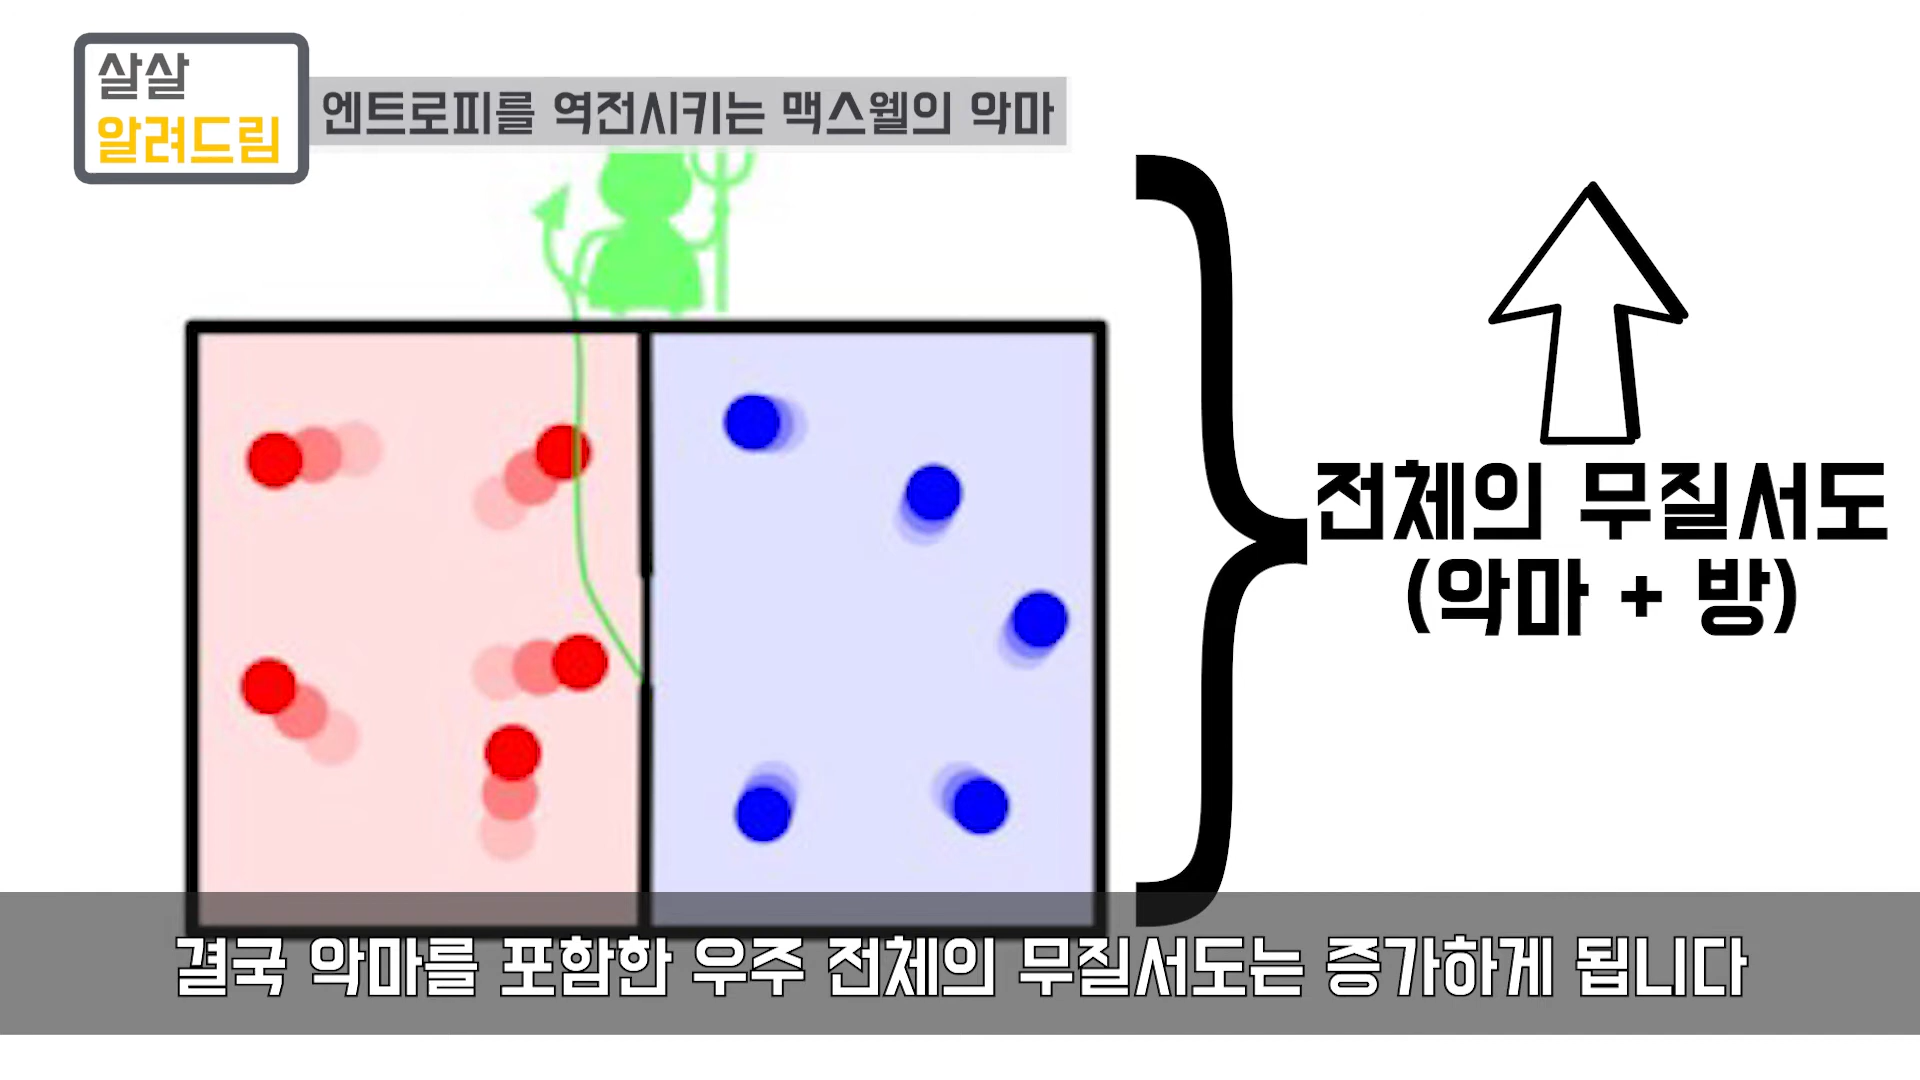 살살
알려드림
엔트로피를 역전시키는 맥스웰의 악마
전체의 무질서도
(악마 + 방)
결국 악마를 포함한 우주 전체의 무질서도는 증가하게 됩니다